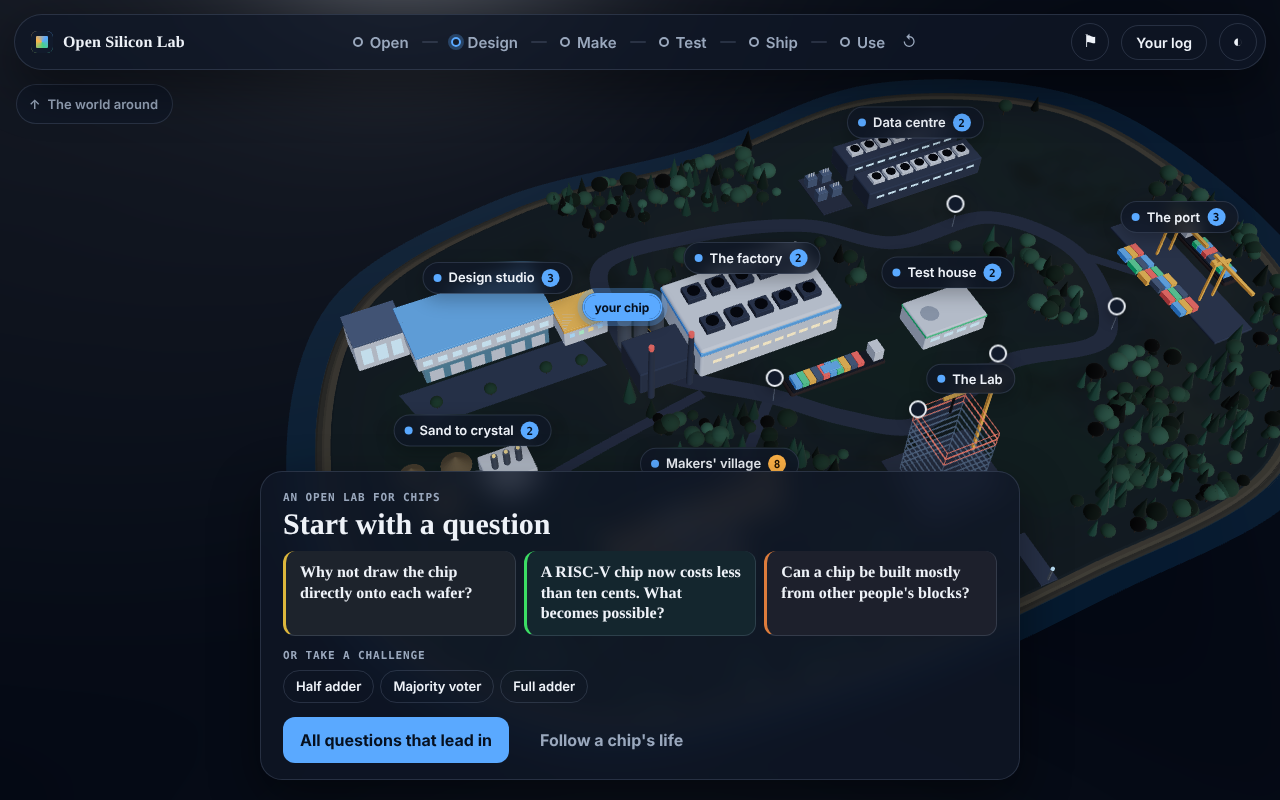 Open Silicon Lab
Open
Design
Make
Test
Ship
Use
Your log
The world around
Data centre 2
The port 3
The factory 2
Test house 2
Design studio 3
your chip
The Lab
Sand to crystal 2
Makers' village 8
AN OPEN LAB FOR CHIPS
Start with a question
Why not draw the chip
directly onto each wafer?
A RISC-V chip now costs less
than ten cents. What
becomes possible?
Can a chip be built mostly
from other people's blocks?
OR TAKE A CHALLENGE
Half adder
Majority voter
Full adder
All questions that lead in
Follow a chip's life